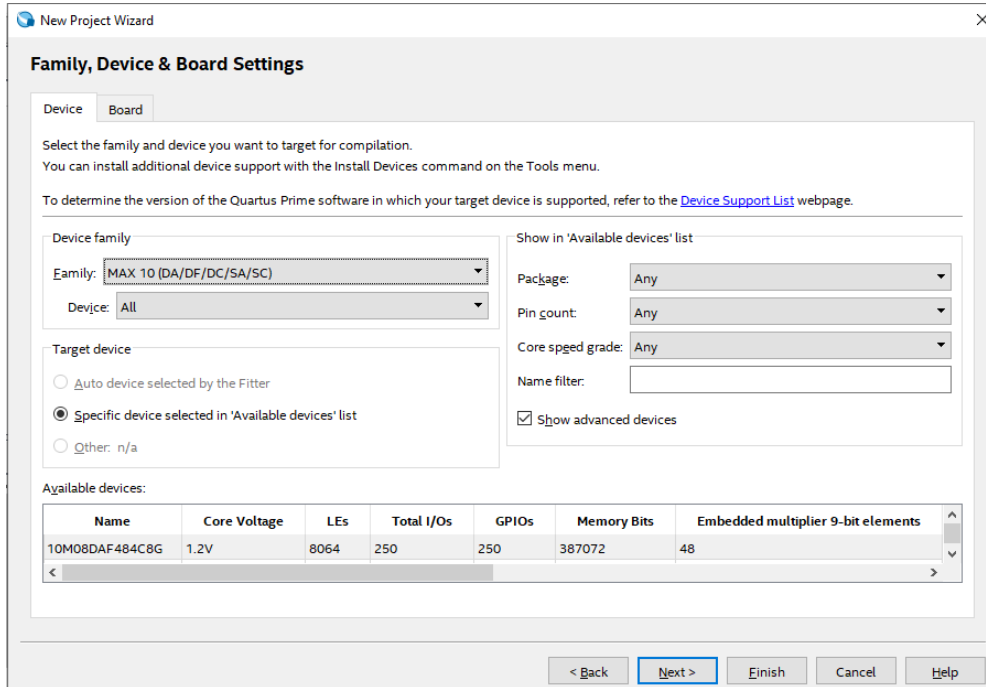 New Project Wizard
Family, Device & Board Settings
Device Board
Select the family and device you want to target for compilation.
You can install additional device support with the Install Devices command on the Tools menu.
To determine the version of the Quartus Prime software in which your target device is supported, refer to the Device Support List webpage.
Device family
Family: MAX 10 (DA/DF/DC/SA/SC)
Device: All
Target device
Auto device selected by the Fitter
Specific device selected in 'Available devices' list
Other: n/a
Show in 'Available devices' list
Package: Any
Pin count: Any
Core speed grade: Any
Name filter:
Show advanced devices
Available devices:
Name Core Voltage LEs Total I/Os GPIOs Memory Bits Embedded multiplier 9-bit elements
10M08DAF484C8G 1.2V 8064 250 250 387072 48
< Back Next > Finish Cancel Help